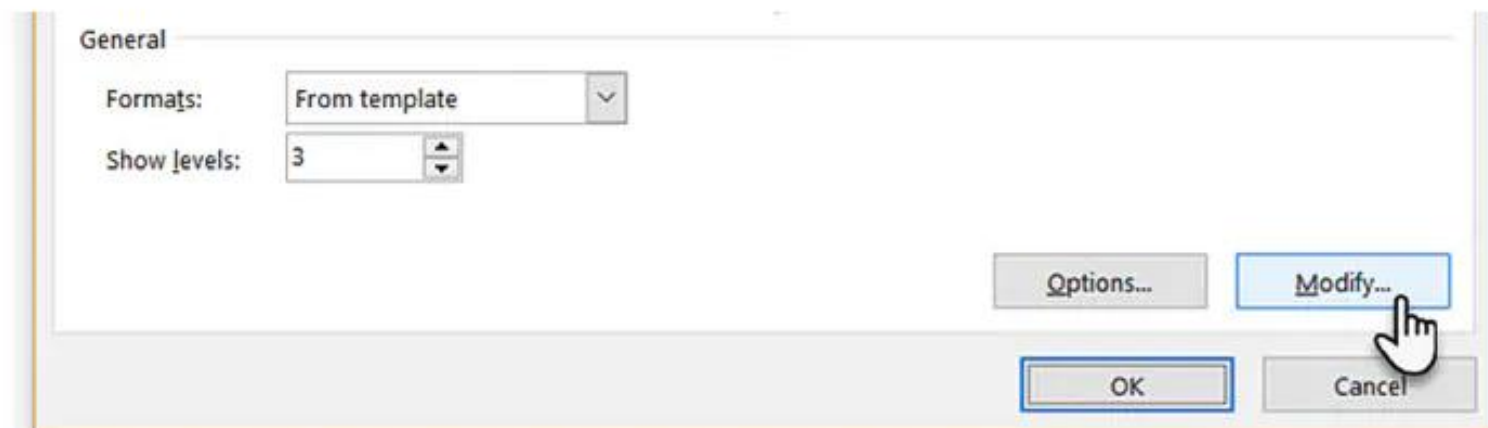 General
Formats: From template
Show levels: 3
Options... Modify...
OK Cancel